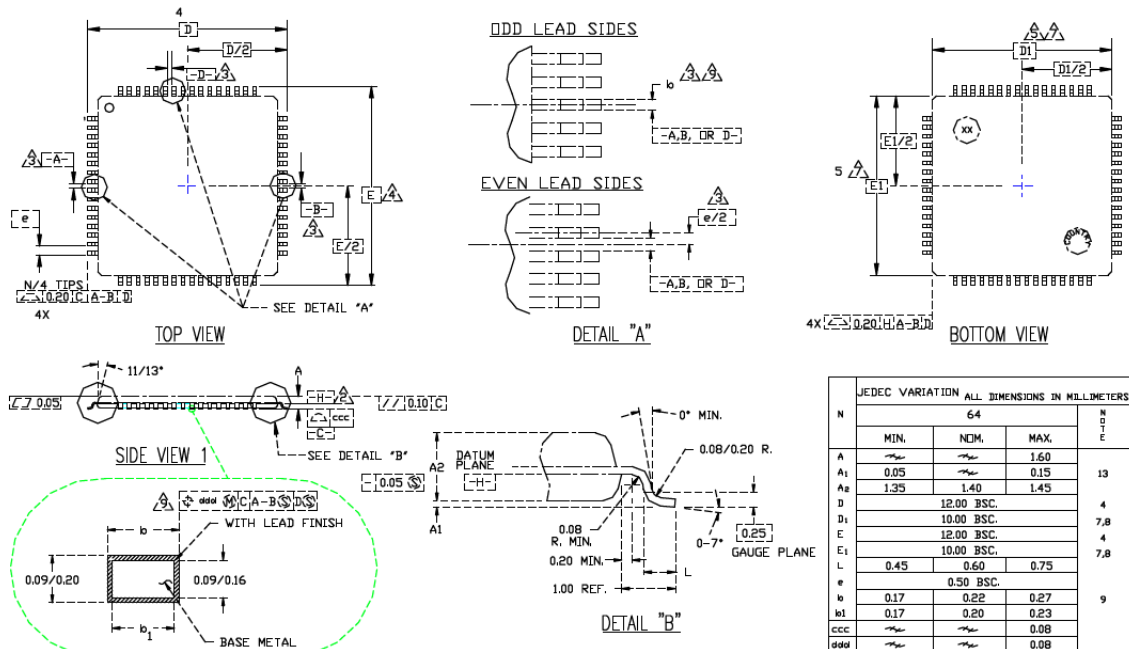 4
D
D/2
-D- 3
3 -A-
-B-
3
E 4
E/2
e
N/4 TIPS
0.20 C A-B D
4X
SEE DETAIL "A"
TOP VIEW
ODD LEAD SIDES
b 3 9
-A,B, OR D-
EVEN LEAD SIDES
3
e/2
-A,B, OR D-
DETAIL "A"
5 7
D1
D1/2
XX
E1/2
5 7
E1
COUNTRY
4X 0.20 H A-B D
BOTTOM VIEW
11/13°
A
0.05
-H- 2
// 0.10 C
ccc
-C-
SIDE VIEW 1
SEE DETAIL "B"
9 ddd M C A-B S D S
WITH LEAD FINISH
b
0.09/0.20
0.09/0.16
b1
BASE METAL
0° MIN.
0.08/0.20 R.
A2
DATUM
PLANE
-H-
- 0.05 S
A1
0.08
R. MIN.
0-7°
0.25
GAUGE PLANE
0.20 MIN.
L
1.00 REF.
DETAIL "B"
JEDEC VARIATION ALL DIMENSIONS IN MILLIMETERS
N 64 NOTE
MIN. NOM. MAX.
A 1.60
A1 0.05 0.15 13
A2 1.35 1.40 1.45
D 12.00 BSC. 4
D1 10.00 BSC. 7,8
E 12.00 BSC. 4
E1 10.00 BSC. 7,8
L 0.45 0.60 0.75
e 0.50 BSC.
b 0.17 0.22 0.27 9
b1 0.17 0.20 0.23
ccc 0.08
ddd 0.08